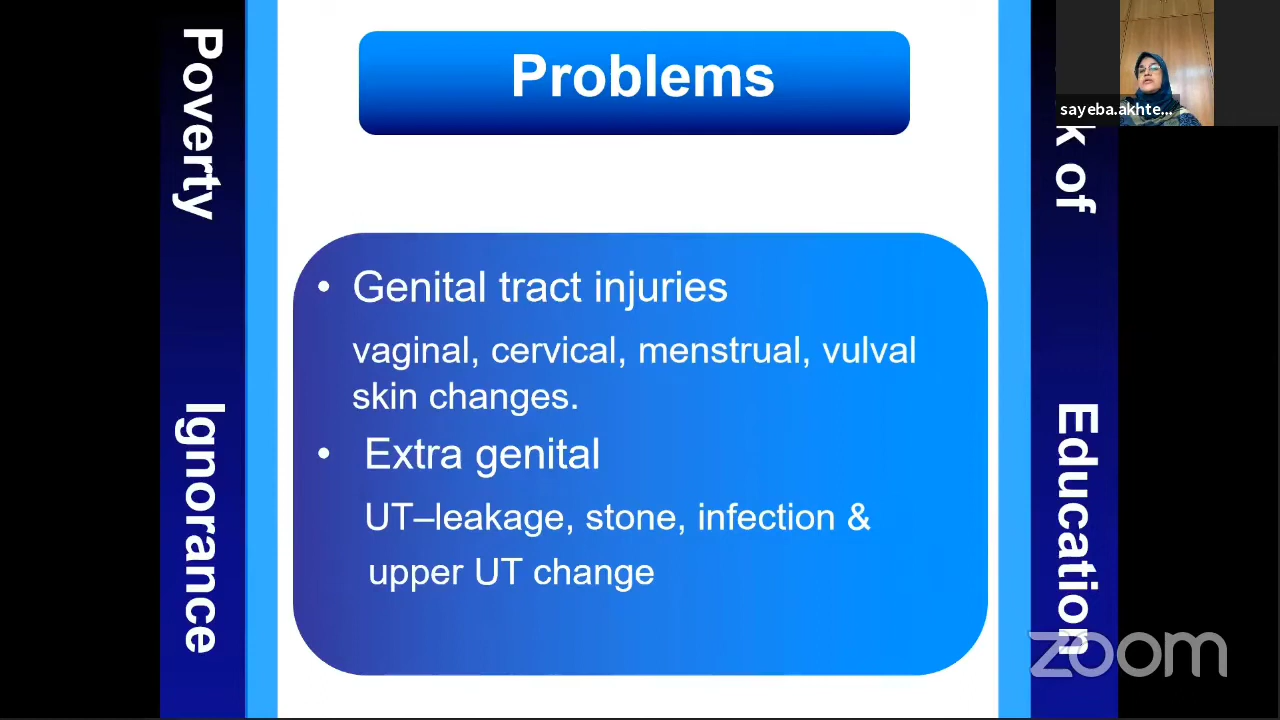 Problems
Poverty
Ignorance
• Genital tract injuries
vaginal, cervical, menstrual, vulval
skin changes.
• Extra genital
UT–leakage, stone, infection &
upper UT change
of
Education
sayeba.akhte...
zoom